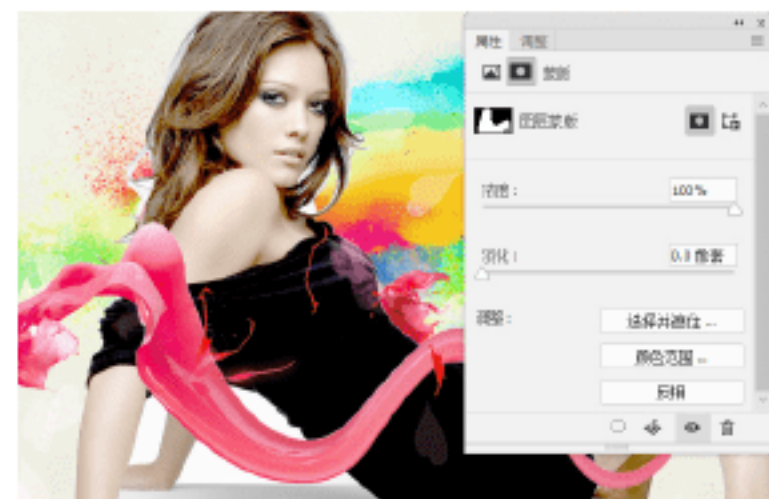 属性 调整
蒙版
图层蒙版
浓度： 100%
羽化： 0.0 像素
调整： 选择并遮住 ...
颜色范围 ...
反相